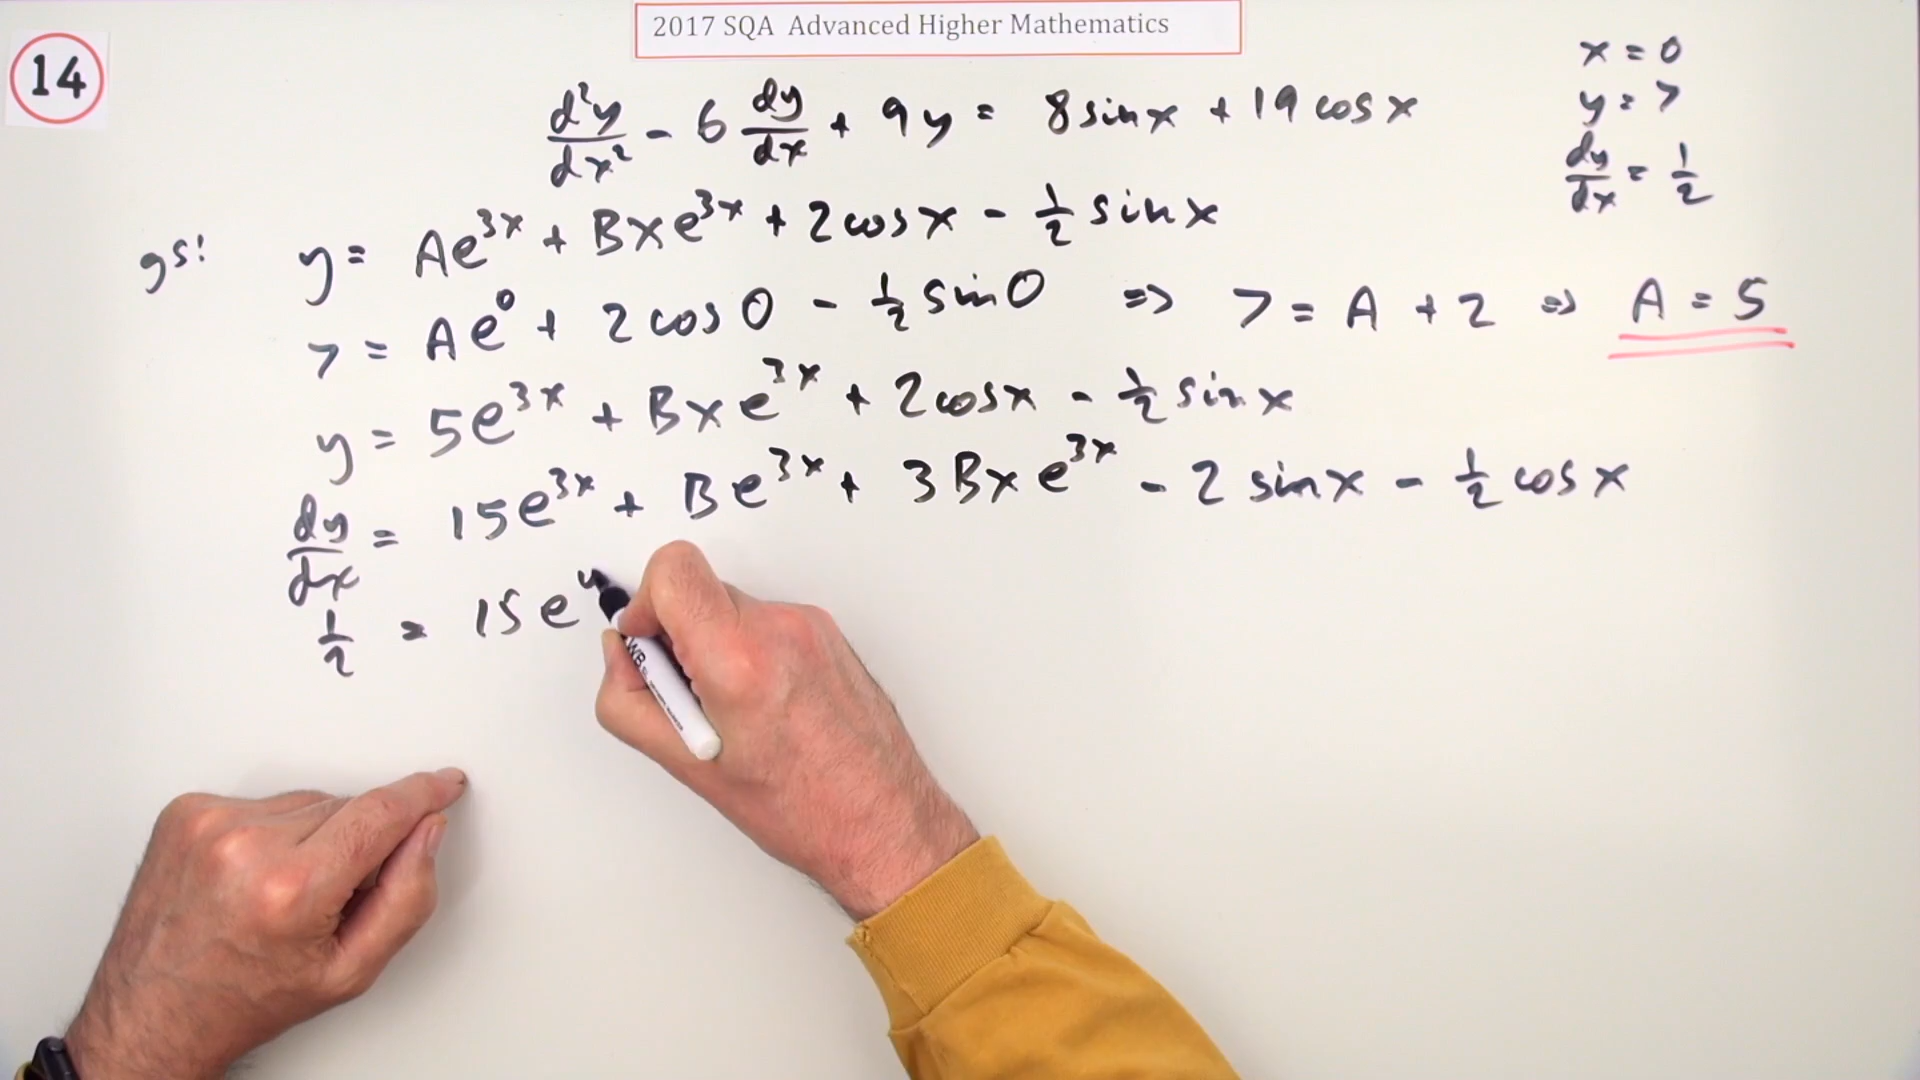 2017 SQA Advanced Higher Mathematics
14
d²y/dx² - 6 dy/dx + 9y = 8 sin x + 19 cos x
x = 0
y = 7
dy/dx = 1/2
gs: y = Ae^3x + Bxe^3x + 2 cos x - 1/2 sin x
7 = Ae^0 + 2 cos 0 - 1/2 sin 0 => 7 = A + 2 => A = 5
y = 5e^3x + Bxe^3x + 2 cos x - 1/2 sin x
dy/dx = 15e^3x + Be^3x + 3Bxe^3x - 2 sin x - 1/2 cos x
1/2 = 15e
WB